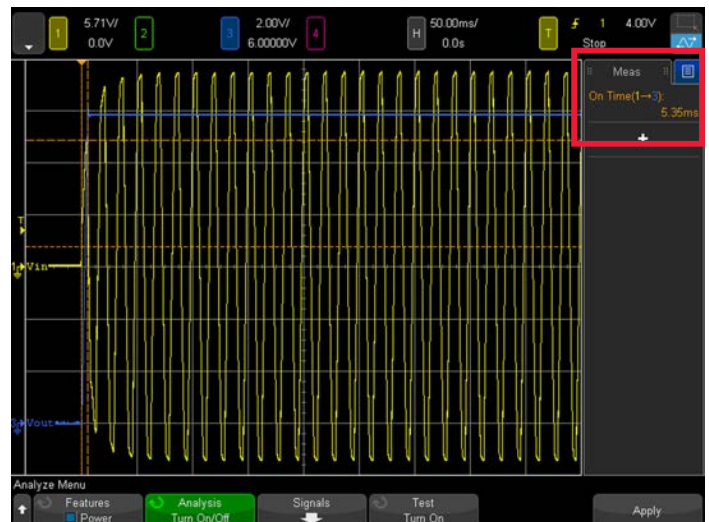 1 5.71V/ 0.0V
2
3 2.00V/ 6.00000V
4
H 50.00ms/ 0.0s
T 1 4.00V
Stop
Meas
On Time(1→3):
5.35ms
T
1 Vin
3 Vout
Analyze Menu
Features
Power
Analysis
Turn On/Off
Signals
Test
Turn On
Apply